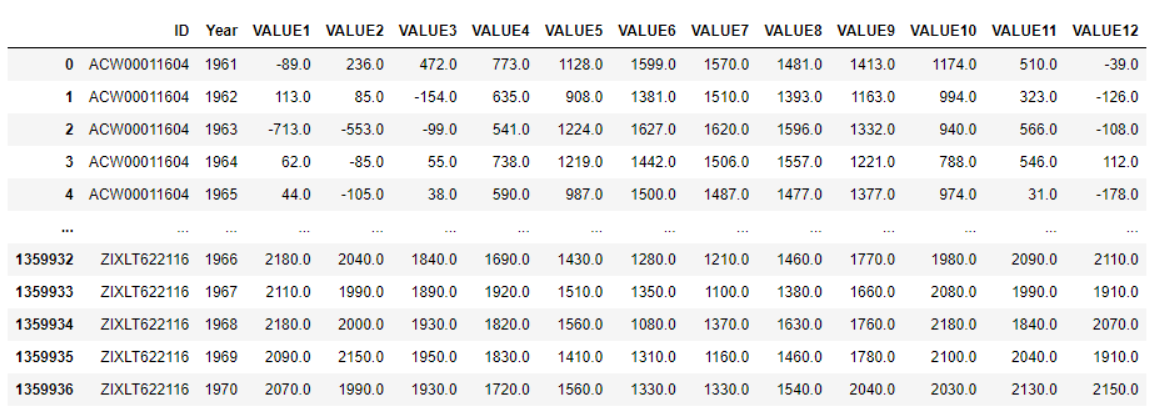 ID Year VALUE1 VALUE2 VALUE3 VALUE4 VALUE5 VALUE6 VALUE7 VALUE8 VALUE9 VALUE10 VALUE11 VALUE12
0 ACW00011604 1961 -89.0 236.0 472.0 773.0 1128.0 1599.0 1570.0 1481.0 1413.0 1174.0 510.0 -39.0
1 ACW00011604 1962 113.0 85.0 -154.0 635.0 908.0 1381.0 1510.0 1393.0 1163.0 994.0 323.0 -126.0
2 ACW00011604 1963 -713.0 -553.0 -99.0 541.0 1224.0 1627.0 1620.0 1596.0 1332.0 940.0 566.0 -108.0
3 ACW00011604 1964 62.0 -85.0 55.0 738.0 1219.0 1442.0 1506.0 1557.0 1221.0 788.0 546.0 112.0
4 ACW00011604 1965 44.0 -105.0 38.0 590.0 987.0 1500.0 1487.0 1477.0 1377.0 974.0 31.0 -178.0
... ... ... ... ... ... ... ... ... ... ... ... ... ... ...
1359932 ZIXLT622116 1966 2180.0 2040.0 1840.0 1690.0 1430.0 1280.0 1210.0 1460.0 1770.0 1980.0 2090.0 2110.0
1359933 ZIXLT622116 1967 2110.0 1990.0 1890.0 1920.0 1510.0 1350.0 1100.0 1380.0 1660.0 2080.0 1990.0 1910.0
1359934 ZIXLT622116 1968 2180.0 2000.0 1930.0 1820.0 1560.0 1080.0 1370.0 1630.0 1760.0 2180.0 1840.0 2070.0
1359935 ZIXLT622116 1969 2090.0 2150.0 1950.0 1830.0 1410.0 1310.0 1160.0 1460.0 1780.0 2100.0 2040.0 1910.0
1359936 ZIXLT622116 1970 2070.0 1990.0 1930.0 1720.0 1560.0 1330.0 1330.0 1540.0 2040.0 2030.0 2130.0 2150.0